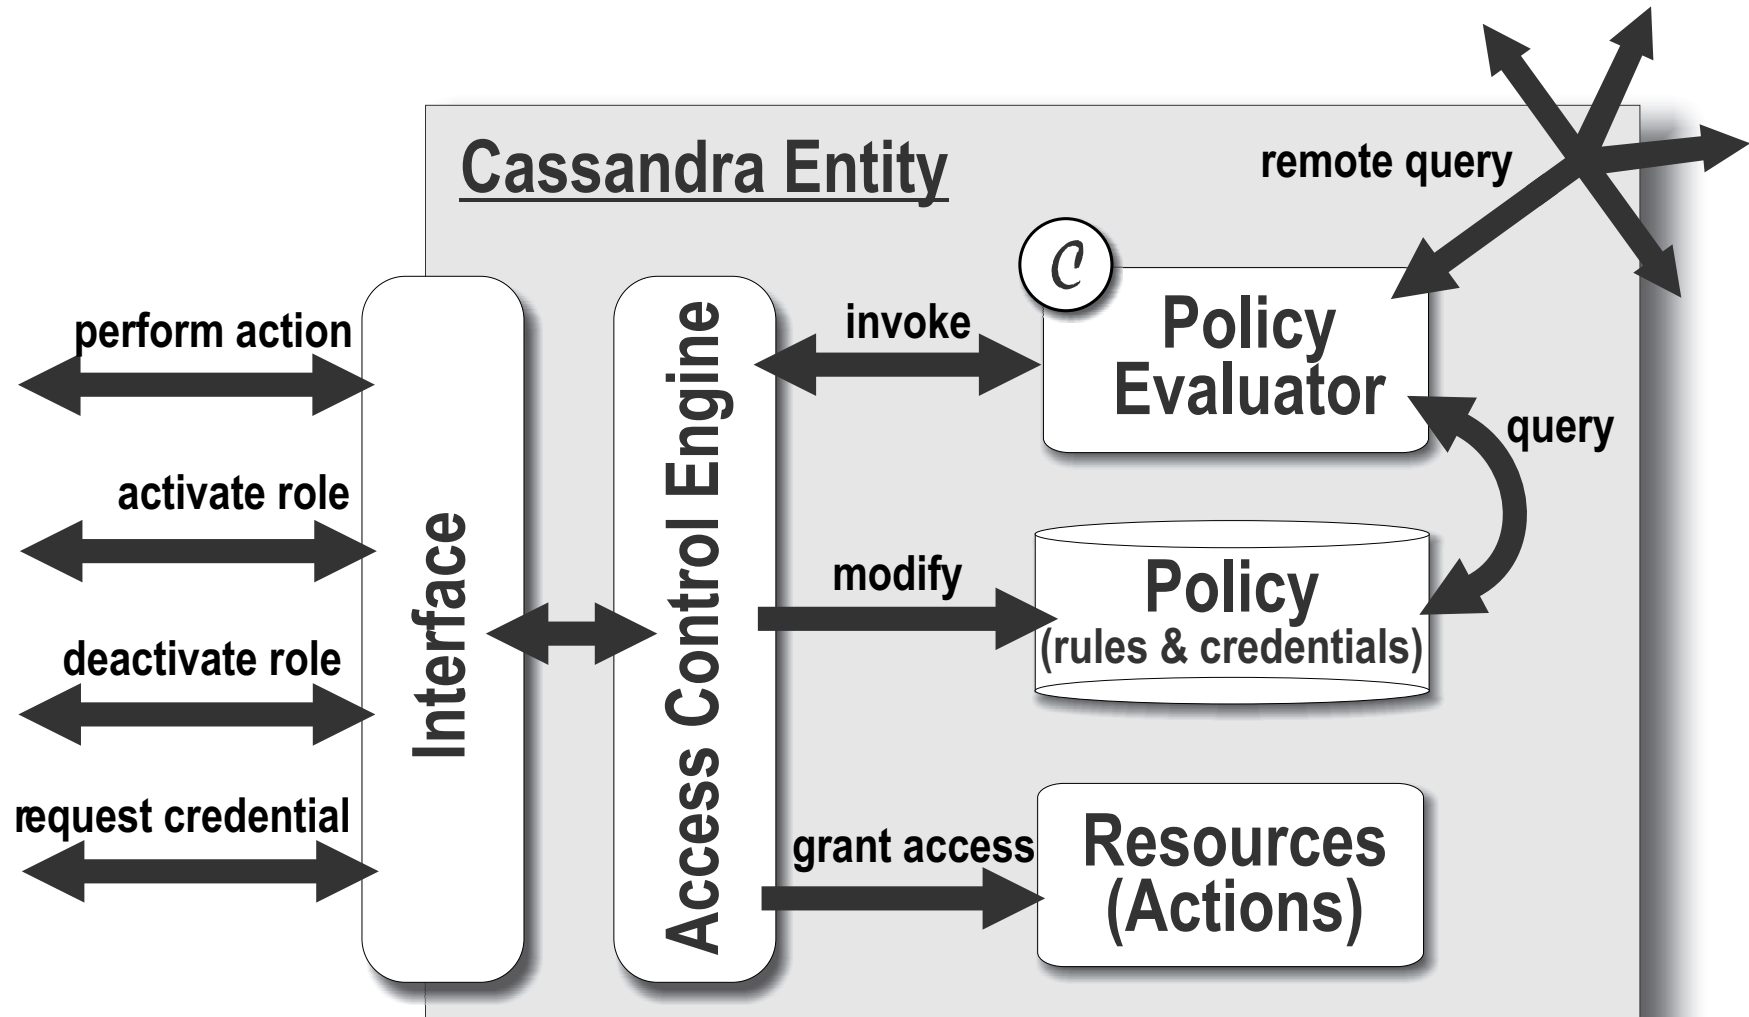 Cassandra Entity
remote query
C
perform action
invoke
Policy
Evaluator
query
activate role
Interface
Access Control Engine
modify
Policy
(rules & credentials)
deactivate role
request credential
grant access
Resources
(Actions)